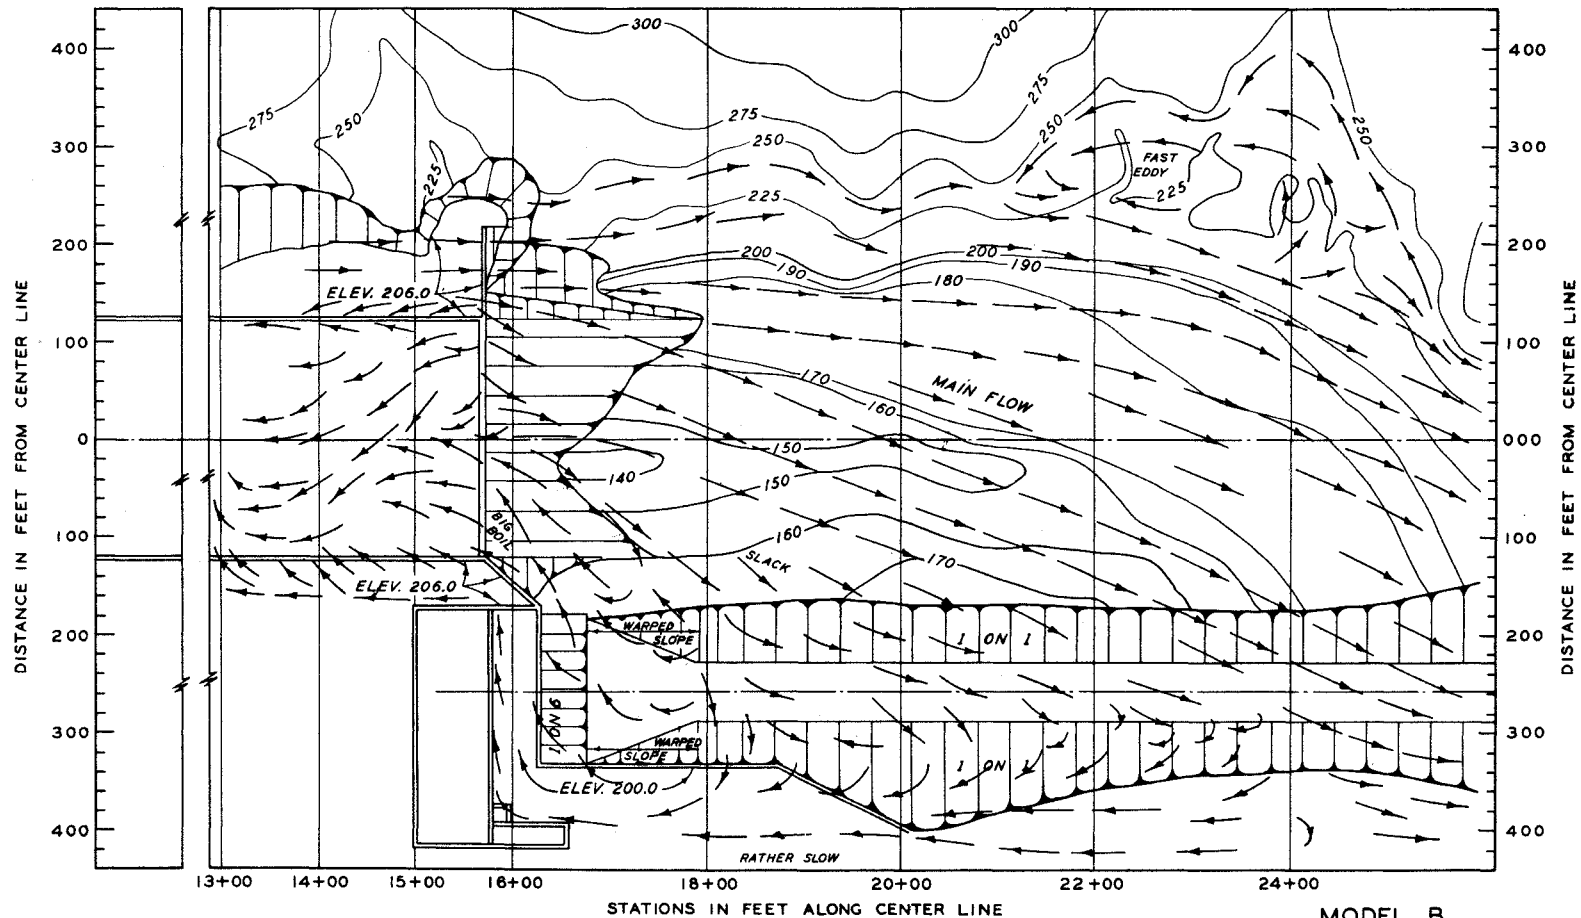 300
300
400
400
275
275
275
250
250
250
250
300
300
FAST
EDDY
225
225
225
200
200
200
200
190
190
180
ELEV. 206.0
100
100
170
MAIN FLOW
160
0
000
150
140
150
BIG
BOIL
100
100
160
SLACK
170
ELEV. 206.0
WARPED
SLOPE
200
200
1 ON 1
300
300
1 ON 6
WARPED
SLOPE
1 ON 1
ELEV. 200.0
400
400
RATHER SLOW
DISTANCE IN FEET FROM CENTER LINE
DISTANCE IN FEET FROM CENTER LINE
13+00 14+00 15+00 16+00 18+00 20+00 22+00 24+00
STATIONS IN FEET ALONG CENTER LINE
MODEL B